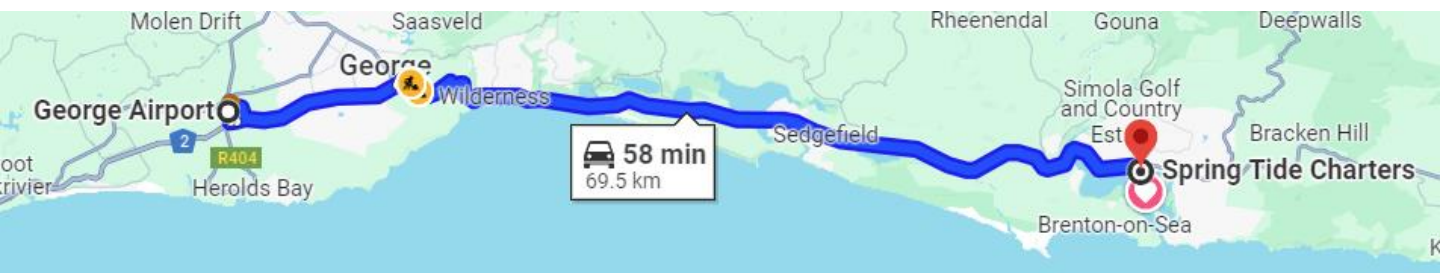 Molen Drift
Saasveld
Rheenendal
Gouna
Deepwalls
George
Simola Golf
and Country
Est
George Airport
Wilderness
2
Sedgefield
Bracken Hill
58 min
69.5 km
R404
oot
krivier
Herolds Bay
Spring Tide Charters
Brenton-on-Sea
K